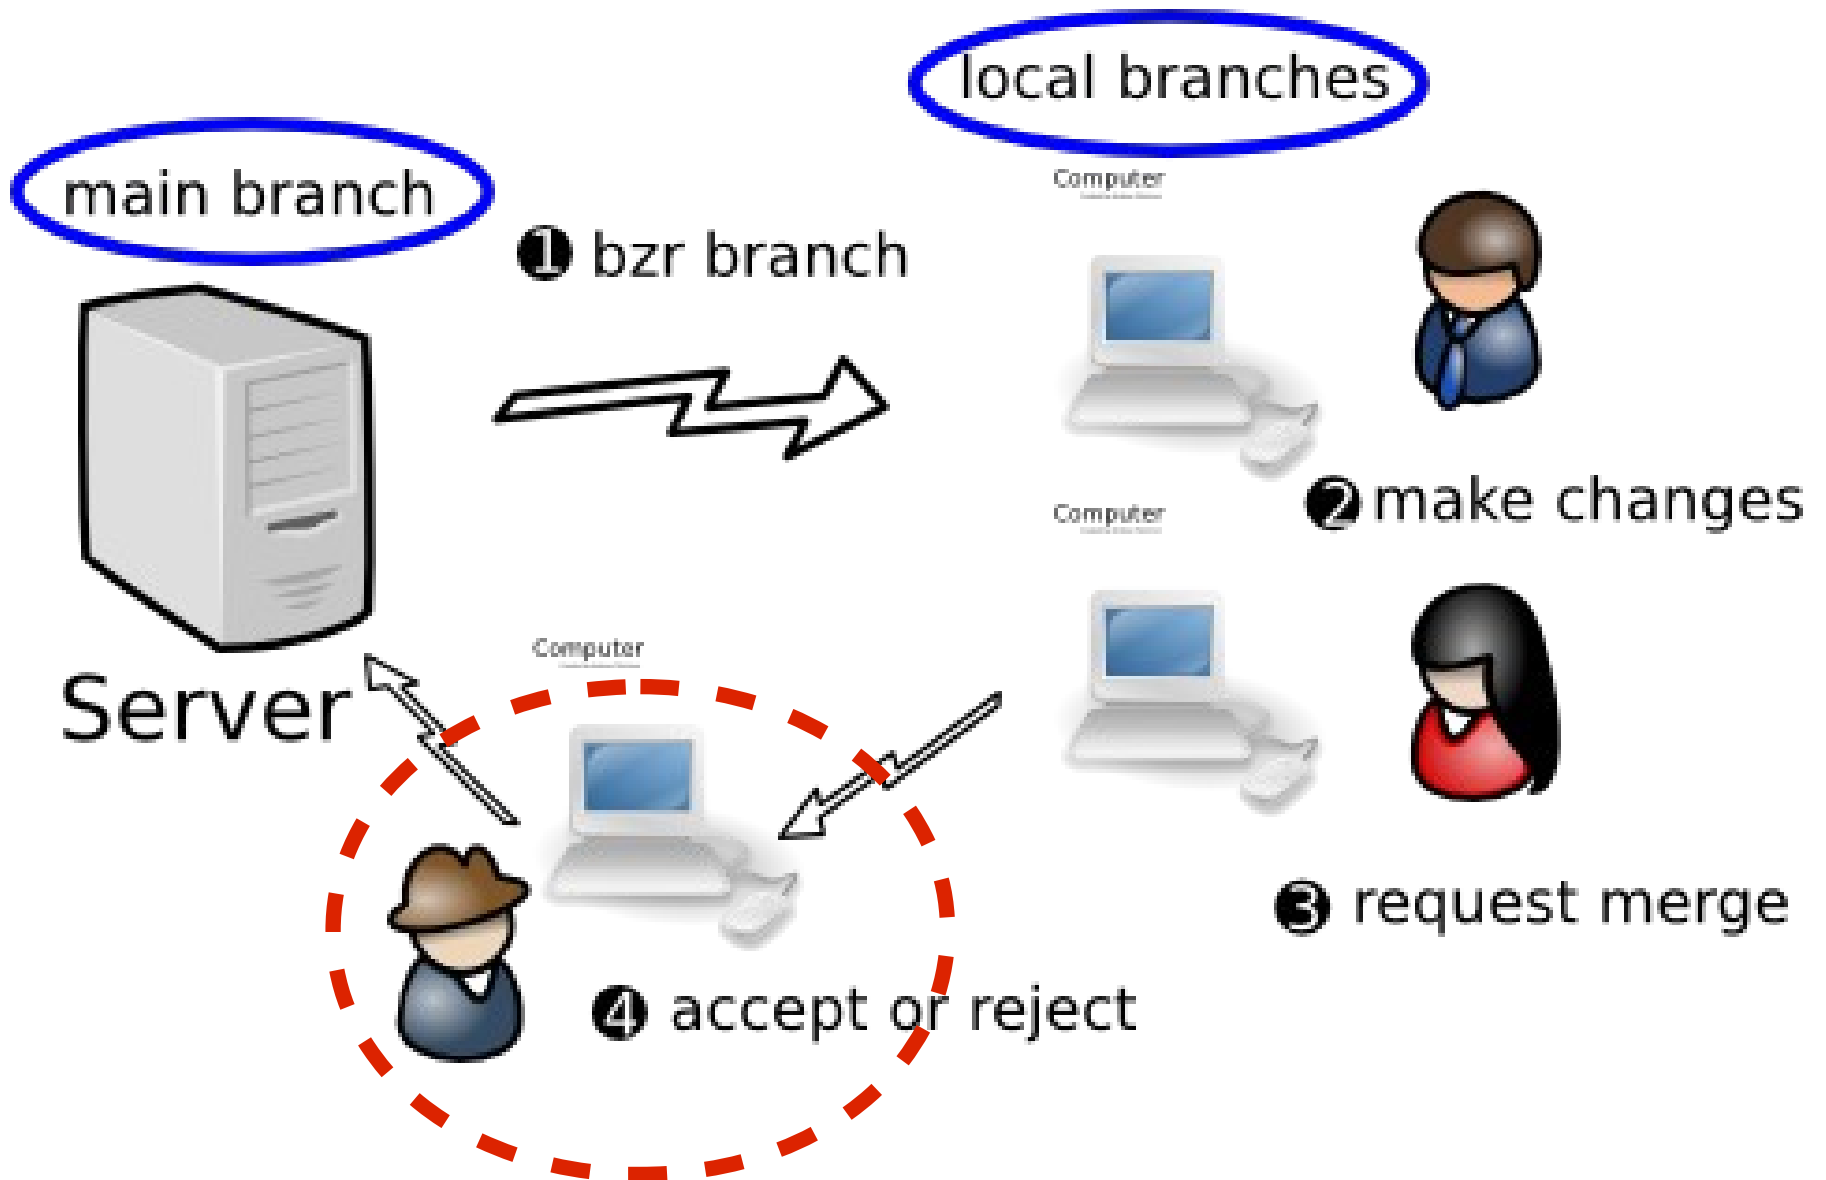 local branches
main branch
Computer
❶ bzr branch
❷ make changes
Computer
Computer
Server
❸ request merge
❹ accept or reject